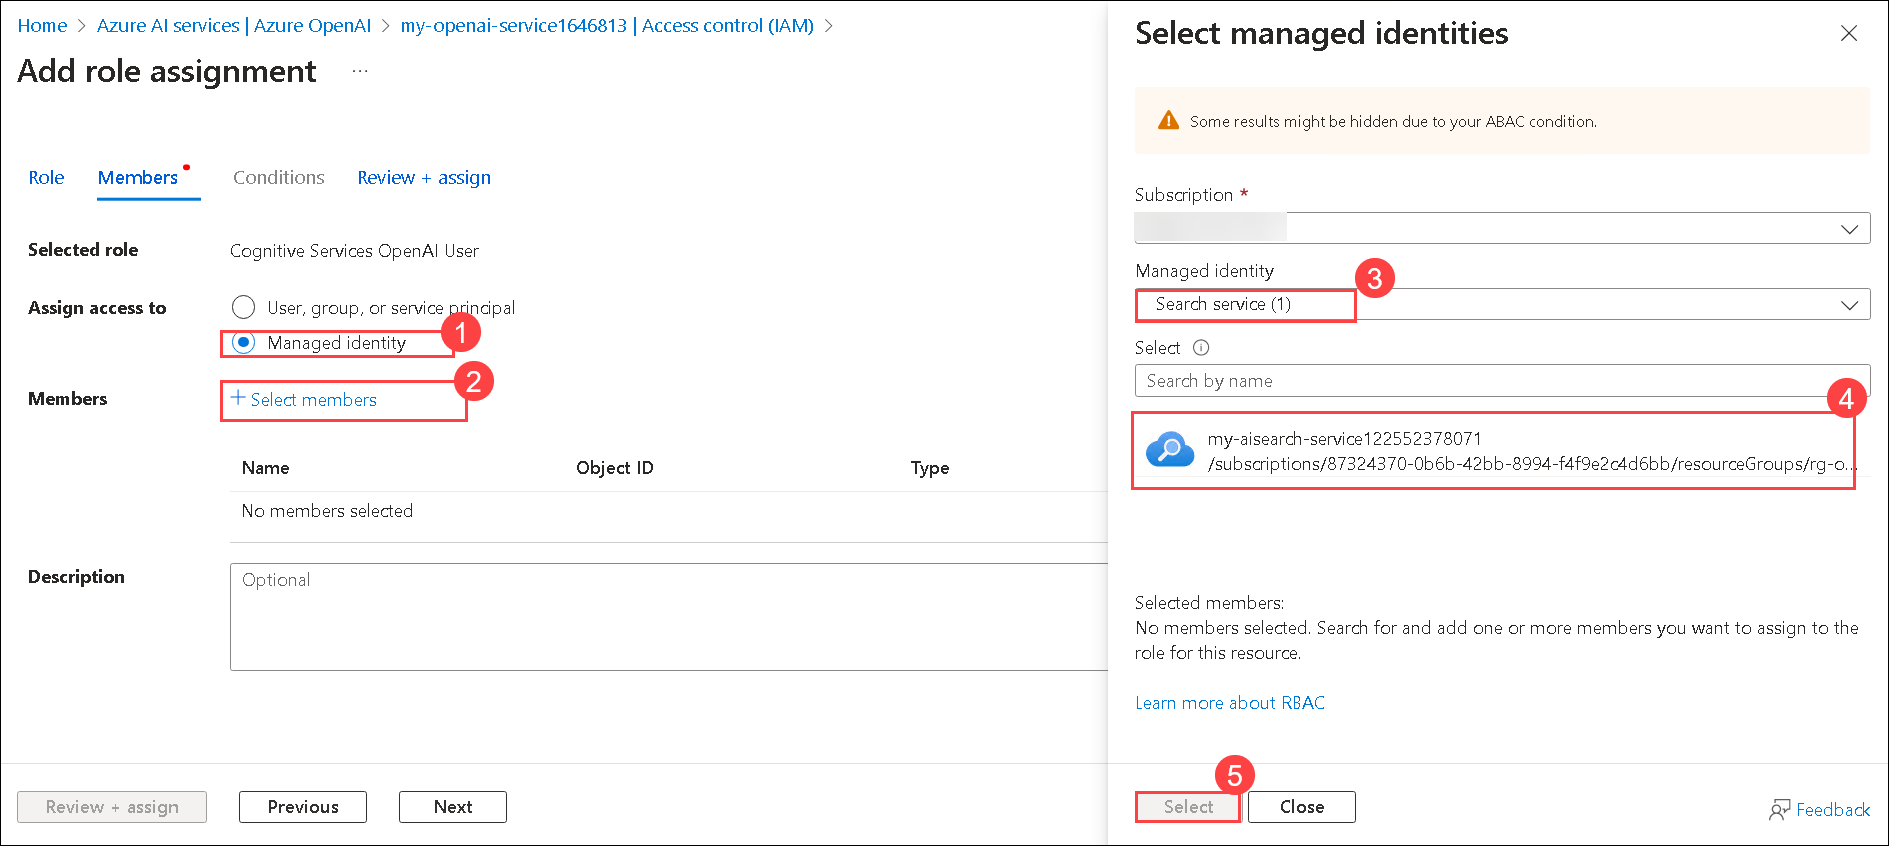 Home > Azure AI services | Azure OpenAI > my-openai-service1646813 | Access control (IAM) >
Add role assignment ...
Role Members Conditions Review + assign
Selected role Cognitive Services OpenAI User
Assign access to User, group, or service principal
Managed identity 1
Members + Select members 2
Name Object ID Type
No members selected
Description Optional
Review + assign Previous Next
Select managed identities
Some results might be hidden due to your ABAC condition.
Subscription *
Managed identity 3
Search service (1)
Select
Search by name
4
my-aisearch-service122552378071
/subscriptions/87324370-0b6b-42bb-8994-f4f9e2c4d6bb/resourceGroups/rg-o...
Selected members:
No members selected. Search for and add one or more members you want to assign to the
role for this resource.
Learn more about RBAC
5
Select Close Feedback